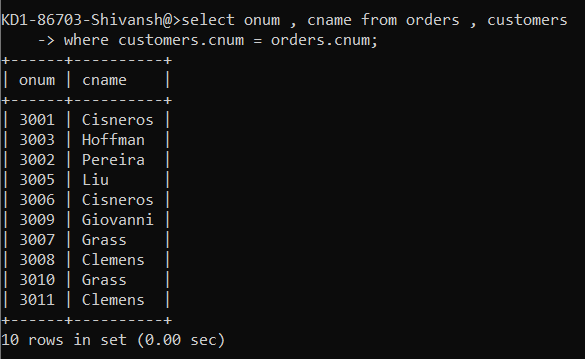 KD1-86703-Shivansh@>select onum , cname from orders , customers
    -> where customers.cnum = orders.cnum;
+------+----------+
| onum | cname    |
+------+----------+
| 3001 | Cisneros |
| 3003 | Hoffman  |
| 3002 | Pereira  |
| 3005 | Liu      |
| 3006 | Cisneros |
| 3009 | Giovanni |
| 3007 | Grass    |
| 3008 | Clemens  |
| 3010 | Grass    |
| 3011 | Clemens  |
+------+----------+
10 rows in set (0.00 sec)